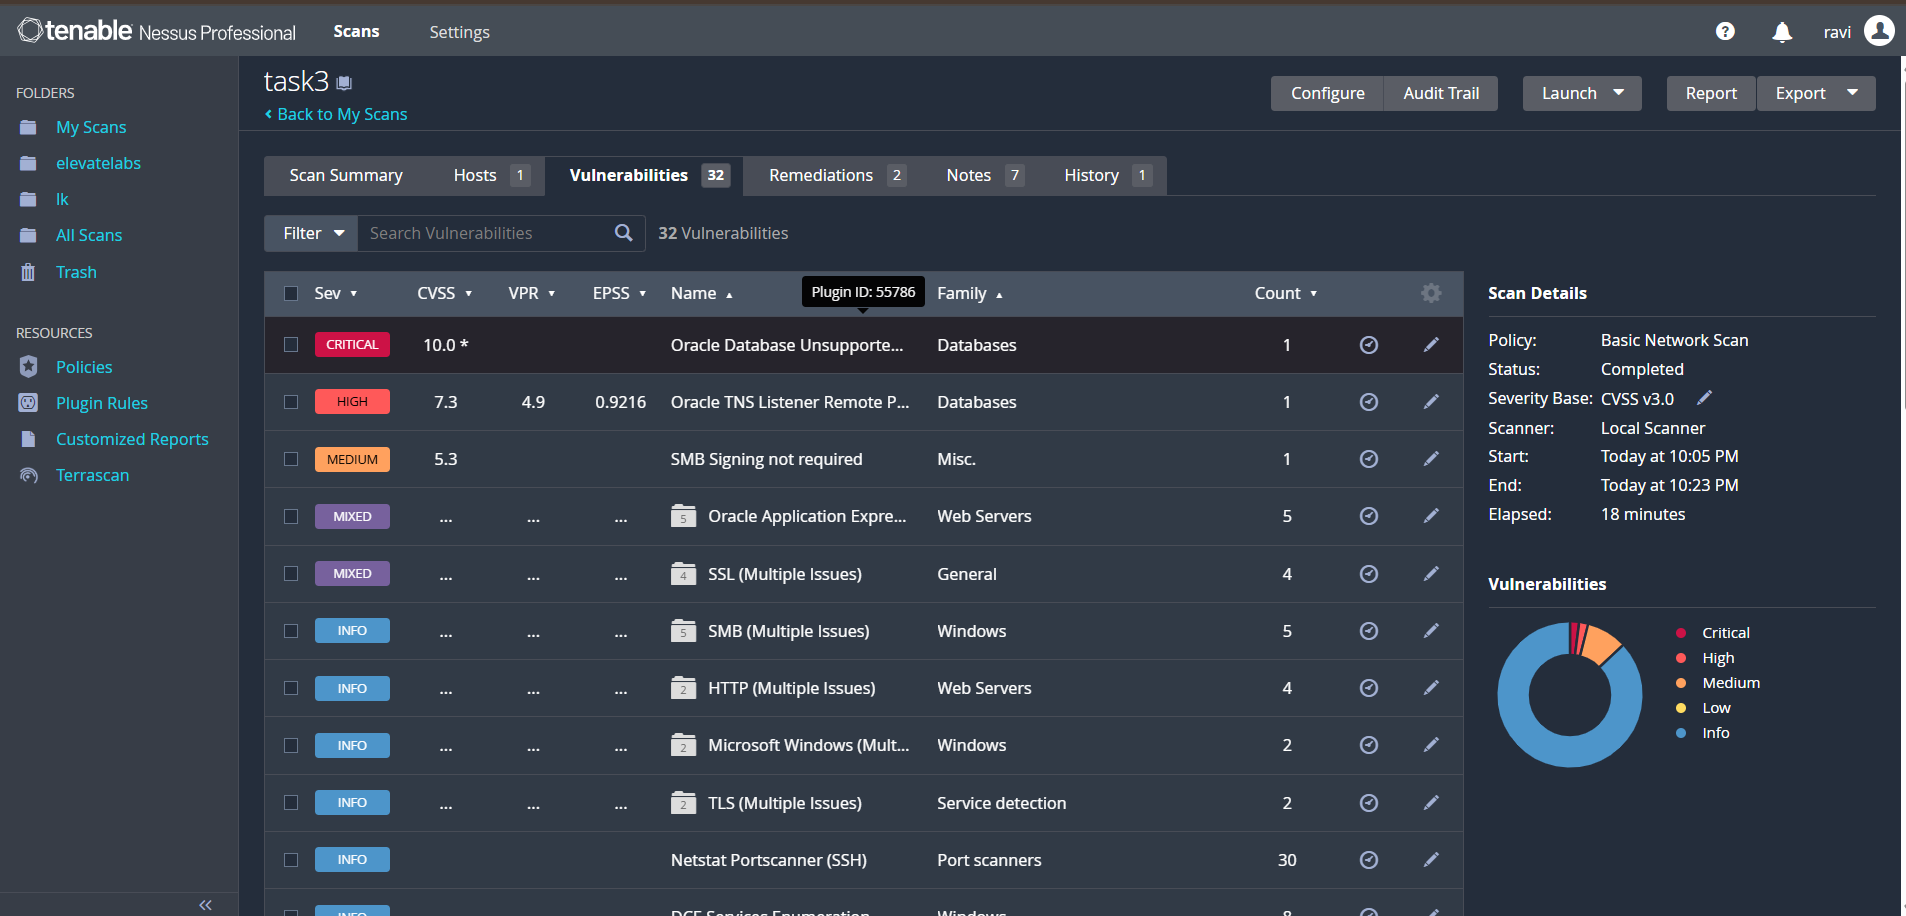 tenable Nessus Professional Scans Settings ? ravi
FOLDERS
My Scans
elevatelabs
lk
All Scans
Trash
RESOURCES
Policies
Plugin Rules
Customized Reports
Terrascan
task3
Back to My Scans
Configure Audit Trail Launch Report Export
Scan Summary Hosts 1 Vulnerabilities 32 Remediations 2 Notes 7 History 1
Filter Search Vulnerabilities 32 Vulnerabilities
Sev CVSS VPR EPSS Name Family Count
Plugin ID: 55786
CRITICAL 10.0 * Oracle Database Unsupporte... Databases 1
HIGH 7.3 4.9 0.9216 Oracle TNS Listener Remote P... Databases 1
MEDIUM 5.3 SMB Signing not required Misc. 1
MIXED ... ... ... 5 Oracle Application Expre... Web Servers 5
MIXED ... ... ... 4 SSL (Multiple Issues) General 4
INFO ... ... ... 5 SMB (Multiple Issues) Windows 5
INFO ... ... ... 2 HTTP (Multiple Issues) Web Servers 4
INFO ... ... ... 2 Microsoft Windows (Mult... Windows 2
INFO ... ... ... 2 TLS (Multiple Issues) Service detection 2
INFO Netstat Portscanner (SSH) Port scanners 30
INFO DCE Services Enumeration Windows 8
Scan Details
Policy: Basic Network Scan
Status: Completed
Severity Base: CVSS v3.0
Scanner: Local Scanner
Start: Today at 10:05 PM
End: Today at 10:23 PM
Elapsed: 18 minutes
Vulnerabilities
Critical
High
Medium
Low
Info